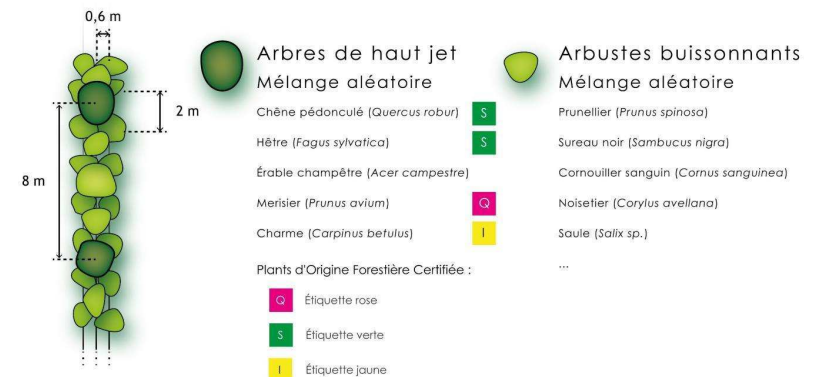 0,6 m
2 m
8 m
Arbres de haut jet
Mélange aléatoire
Chêne pédonculé (Quercus robur) S
Hêtre (Fagus sylvatica) S
Érable champêtre (Acer campestre)
Merisier (Prunus avium) Q
Charme (Carpinus betulus) I
Plants d'Origine Forestière Certifiée :
Q Étiquette rose
S Étiquette verte
I Étiquette jaune
Arbustes buissonnants
Mélange aléatoire
Prunellier (Prunus spinosa)
Sureau noir (Sambucus nigra)
Cornouiller sanguin (Cornus sanguinea)
Noisetier (Corylus avellana)
Saule (Salix sp.)
...